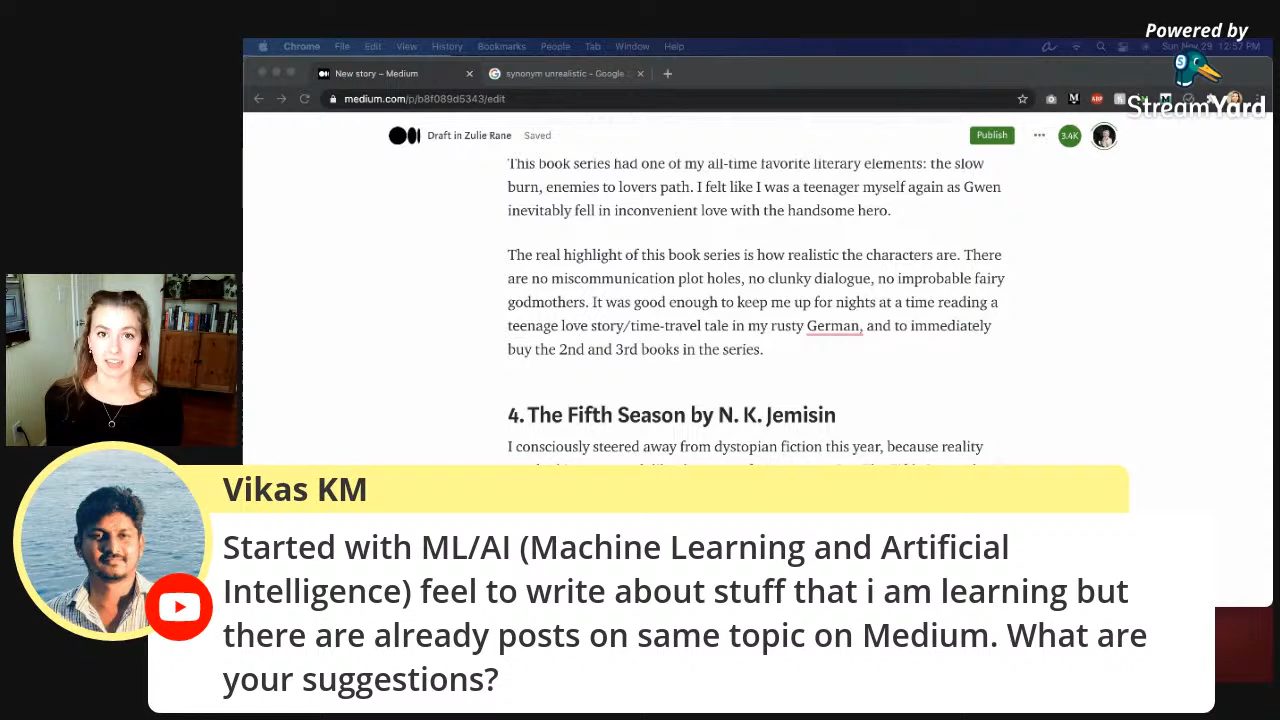 Powered by
StreamYard
Chrome File Edit View History Bookmarks People Tab Window Help
Sun Nov 29 12:57 PM
New story – Medium
synonym unrealistic - Google
medium.com/p/b8f089d5343/edit
ABP
Draft in Zulie Rane Saved
Publish
3.4K
This book series had one of my all-time favorite literary elements: the slow
burn, enemies to lovers path. I felt like I was a teenager myself again as Gwen
inevitably fell in inconvenient love with the handsome hero.
The real highlight of this book series is how realistic the characters are. There
are no miscommunication plot holes, no clunky dialogue, no improbable fairy
godmothers. It was good enough to keep me up for nights at a time reading a
teenage love story/time-travel tale in my rusty German, and to immediately
buy the 2nd and 3rd books in the series.
4. The Fifth Season by N. K. Jemisin
I consciously steered away from dystopian fiction this year, because reality
Vikas KM
Started with ML/AI (Machine Learning and Artificial
Intelligence) feel to write about stuff that i am learning but
there are already posts on same topic on Medium. What are
your suggestions?